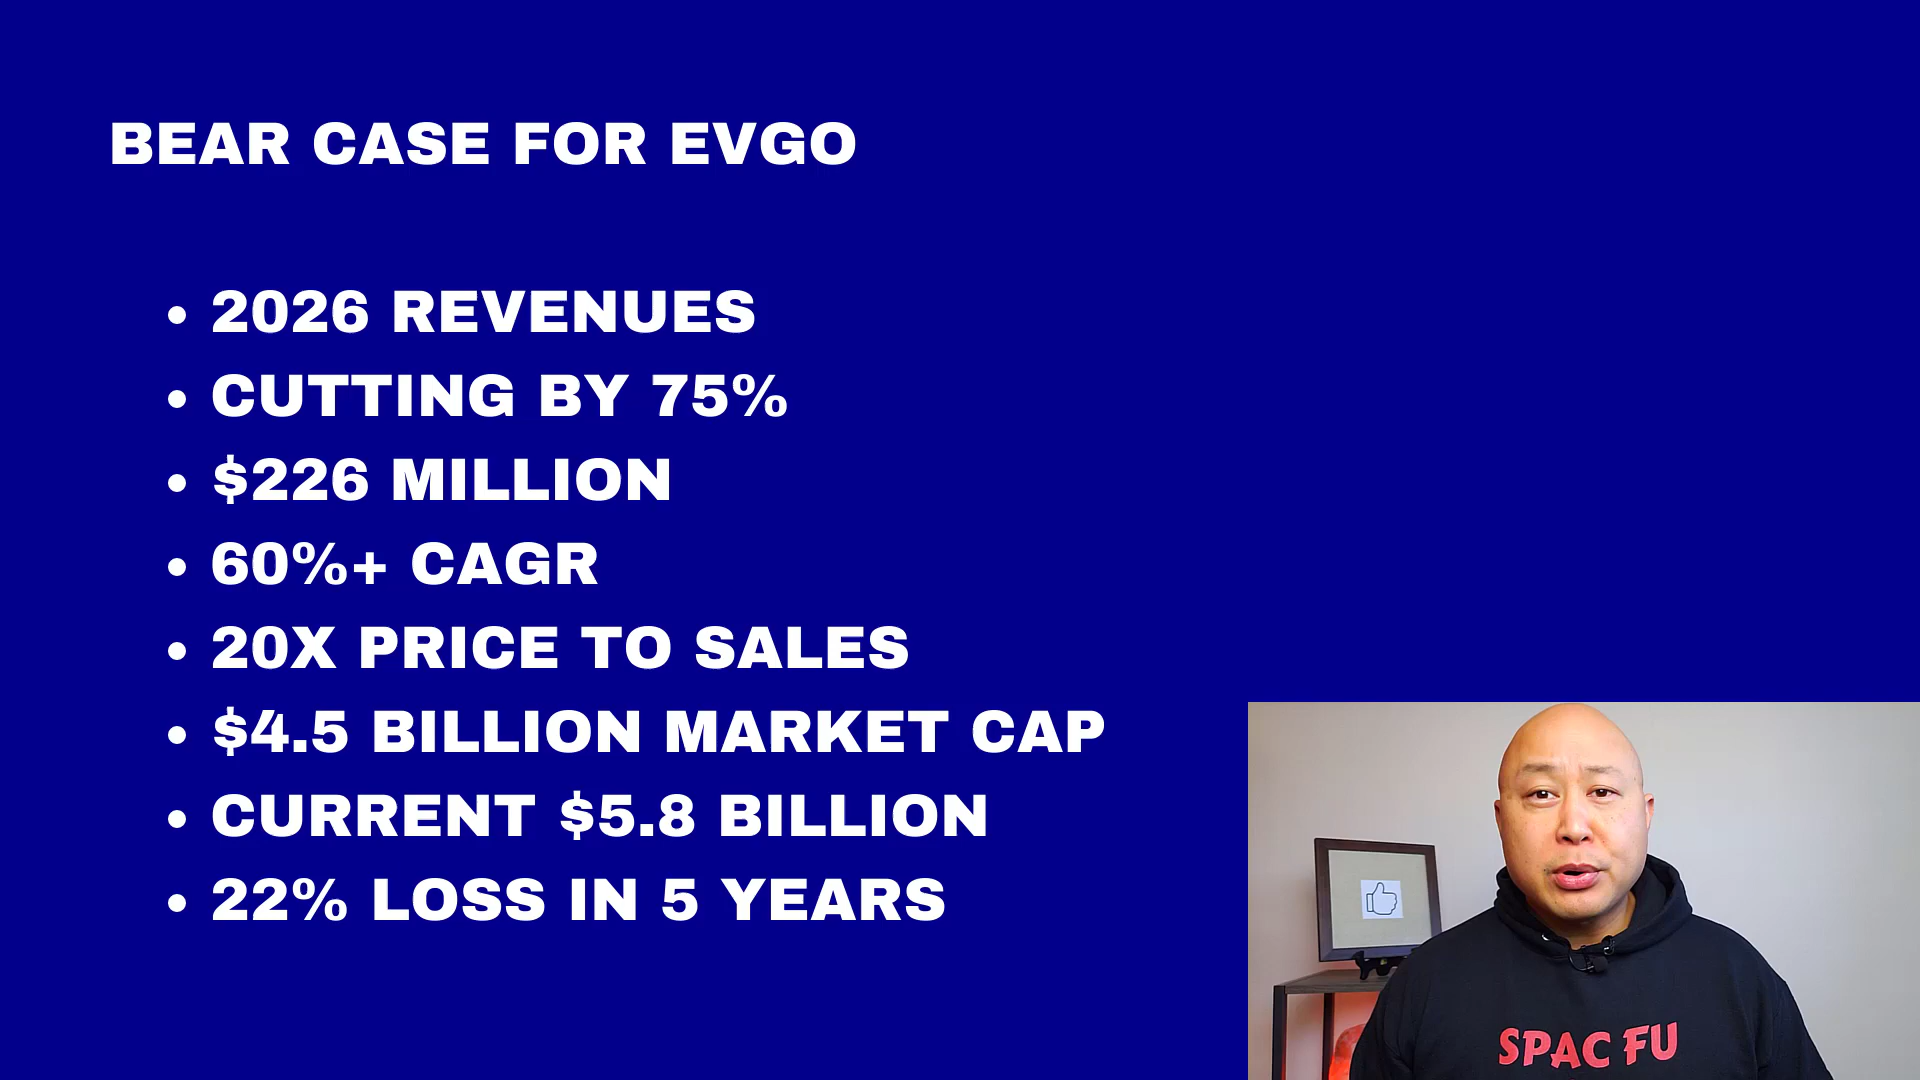 BEAR CASE FOR EVGO
• 2026 REVENUES
• CUTTING BY 75%
• $226 MILLION
• 60%+ CAGR
• 20X PRICE TO SALES
• $4.5 BILLION MARKET CAP
• CURRENT $5.8 BILLION
• 22% LOSS IN 5 YEARS
SPAC FU